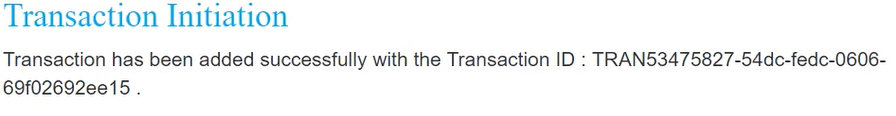 Transaction Initiation
Transaction has been added successfully with the Transaction ID : TRAN53475827-54dc-fedc-0606-
69f02692ee15 .